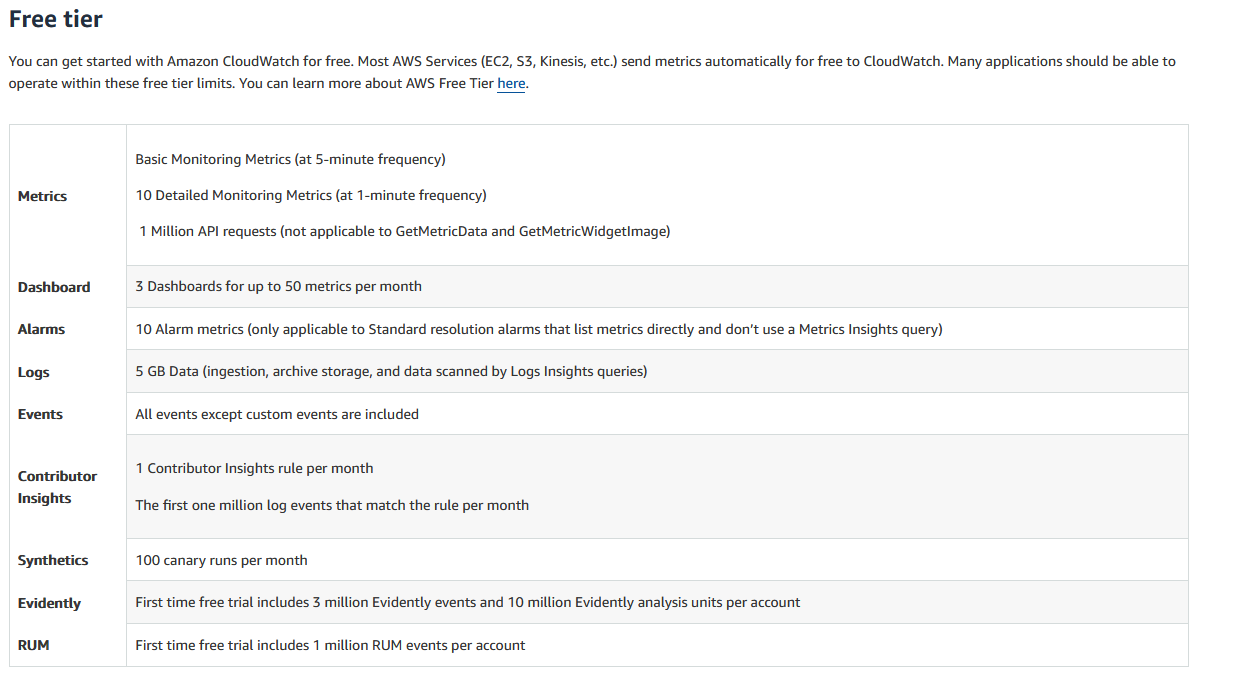 Free tier
You can get started with Amazon CloudWatch for free. Most AWS Services (EC2, S3, Kinesis, etc.) send metrics automatically for free to CloudWatch. Many applications should be able to
operate within these free tier limits. You can learn more about AWS Free Tier here.
Metrics
Basic Monitoring Metrics (at 5-minute frequency)
10 Detailed Monitoring Metrics (at 1-minute frequency)
1 Million API requests (not applicable to GetMetricData and GetMetricWidgetImage)
Dashboard
3 Dashboards for up to 50 metrics per month
Alarms
10 Alarm metrics (only applicable to Standard resolution alarms that list metrics directly and don’t use a Metrics Insights query)
Logs
5 GB Data (ingestion, archive storage, and data scanned by Logs Insights queries)
Events
All events except custom events are included
Contributor
Insights
1 Contributor Insights rule per month
The first one million log events that match the rule per month
Synthetics
100 canary runs per month
Evidently
First time free trial includes 3 million Evidently events and 10 million Evidently analysis units per account
RUM
First time free trial includes 1 million RUM events per account